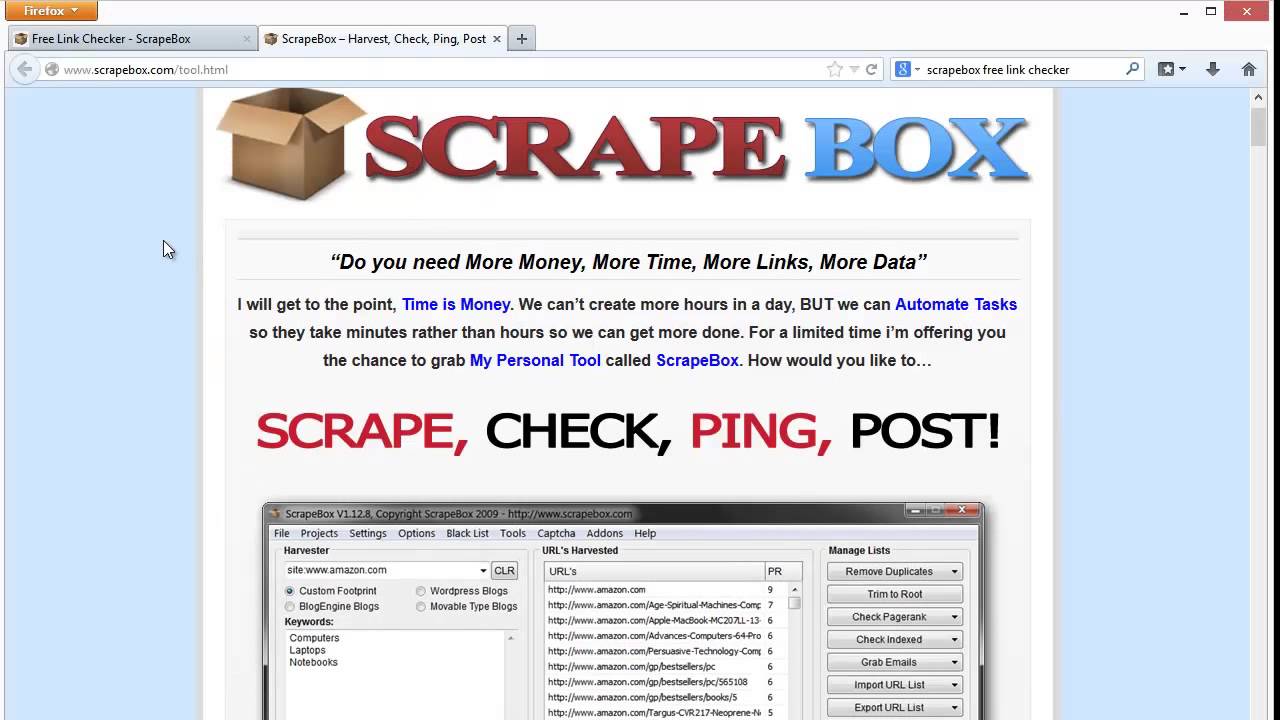 Firefox
Free Link Checker - ScrapeBox
ScrapeBox – Harvest, Check, Ping, Post
www.scrapebox.com/tool.html
scrapebox free link checker
SCRAPE BOX
“Do you need More Money, More Time, More Links, More Data”
I will get to the point, Time is Money. We can’t create more hours in a day, BUT we can Automate Tasks
so they take minutes rather than hours so we can get more done. For a limited time i’m offering you
the chance to grab My Personal Tool called ScrapeBox. How would you like to…
SCRAPE, CHECK, PING, POST!
ScrapeBox V1.12.8, Copyright ScrapeBox 2009 - http://www.scrapebox.com
File Projects Settings Options Black List Tools Captcha Addons Help
Harvester
site:www.amazon.com CLR
Custom Footprint Wordpress Blogs
BlogEngine Blogs Movable Type Blogs
Keywords:
Computers
Laptops
Notebooks
URL's Harvested
URL's PR
http://www.amazon.com 9
http://www.amazon.com/Age-Spiritual-Machines-Comp 7
http://www.amazon.com/Apple-MacBook-MC207LL-13- 6
http://www.amazon.com/Advances-Computers-64-Pro 6
http://www.amazon.com/Persuasive-Technology-Comp 6
http://www.amazon.com/gp/bestsellers/pc 6
http://www.amazon.com/gp/bestsellers/pc/565108 6
http://www.amazon.com/gp/bestsellers/books/5 6
http://www.amazon.com/Targus-CVR217-Neoprene-N 5
Manage Lists
Remove Duplicates
Trim to Root
Check Pagerank
Check Indexed
Grab Emails
Import URL List
Export URL List